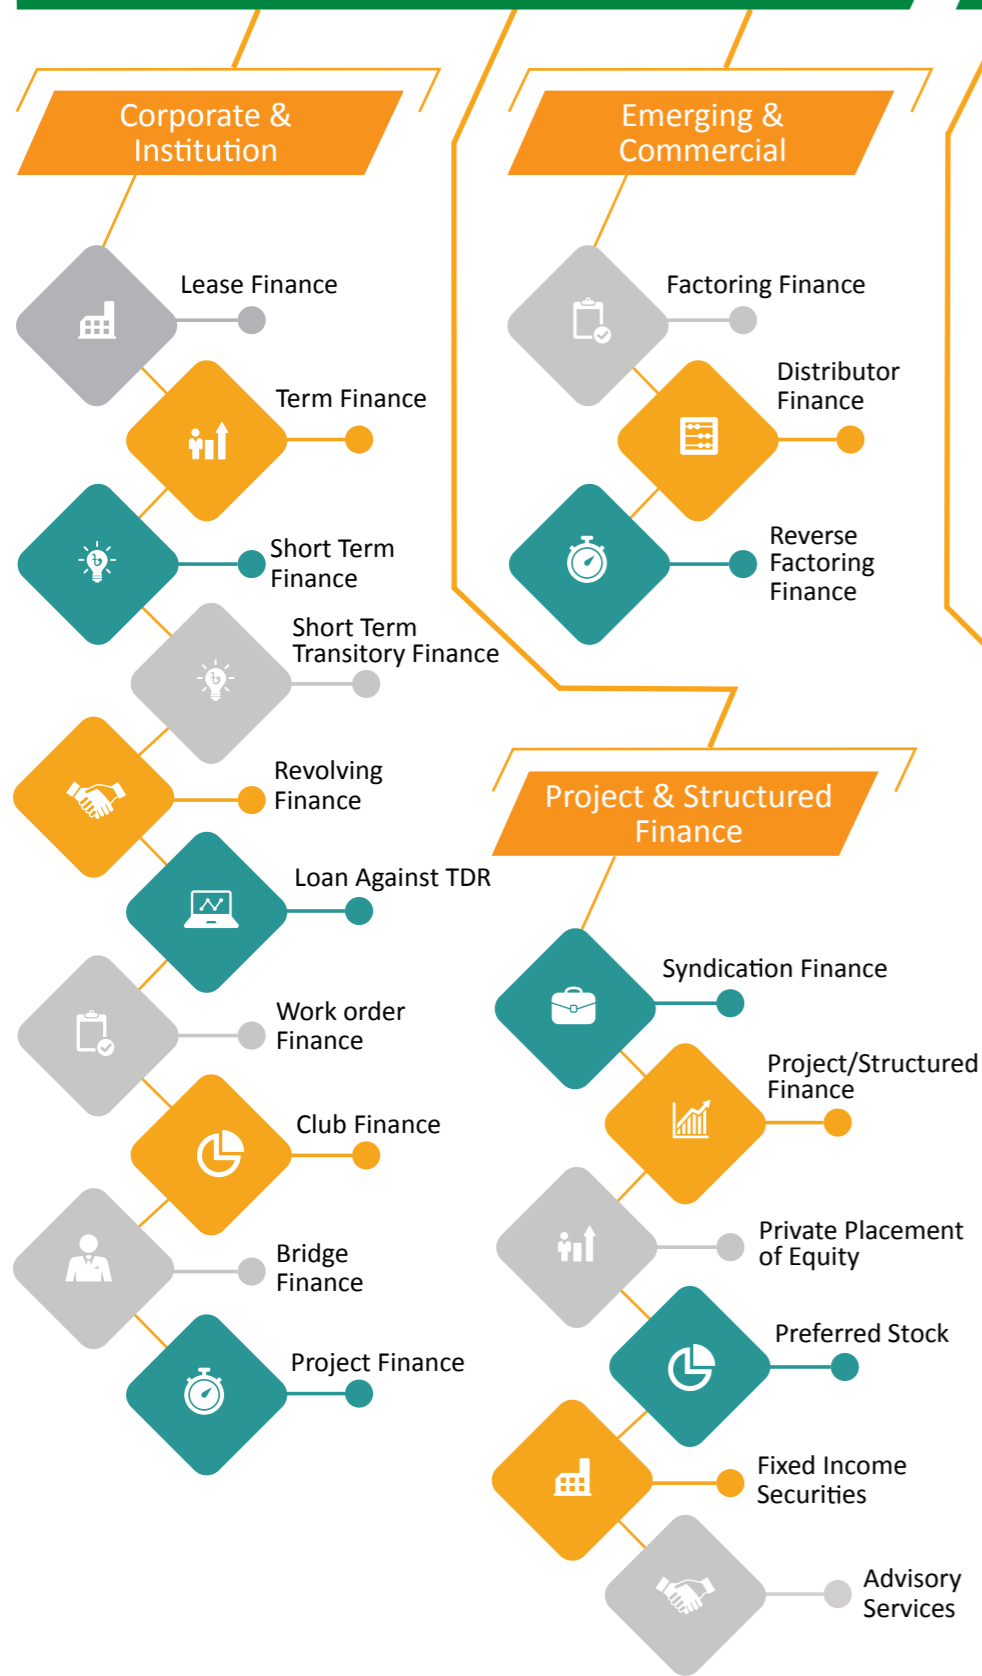 Corporate &
Institution
Lease Finance
Term Finance
Short Term
Finance
Short Term
Transitory Finance
Revolving
Finance
Loan Against TDR
Work order
Finance
Club Finance
Bridge
Finance
Project Finance
Emerging &
Commercial
Factoring Finance
Distributor
Finance
Reverse
Factoring
Finance
Project & Structured
Finance
Syndication Finance
Project/Structured
Finance
Private Placement
of Equity
Preferred Stock
Fixed Income
Securities
Advisory
Services